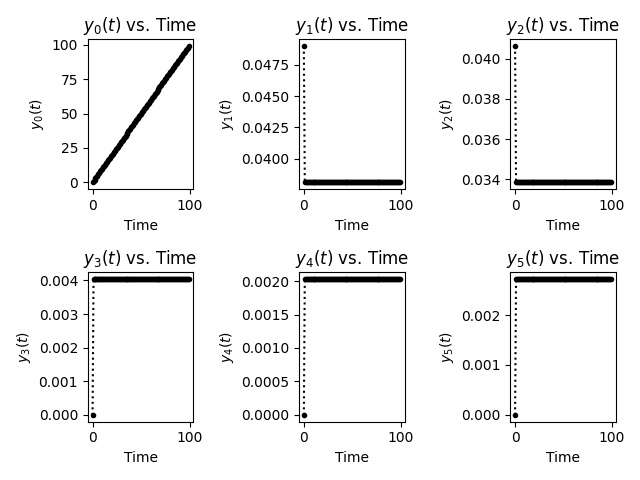 y₀(t) vs. Time
y₁(t) vs. Time
y₂(t) vs. Time
100
75
50
25
0
y₀(t)
0 100
Time
0.0475
0.0450
0.0425
0.0400
y₁(t)
0 100
Time
0.040
0.038
0.036
0.034
y₂(t)
0 100
Time
y₃(t) vs. Time
y₄(t) vs. Time
y₅(t) vs. Time
0.004
0.003
0.002
0.001
0.000
y₃(t)
0 100
Time
0.0020
0.0015
0.0010
0.0005
0.0000
y₄(t)
0 100
Time
0.002
0.001
0.000
y₅(t)
0 100
Time